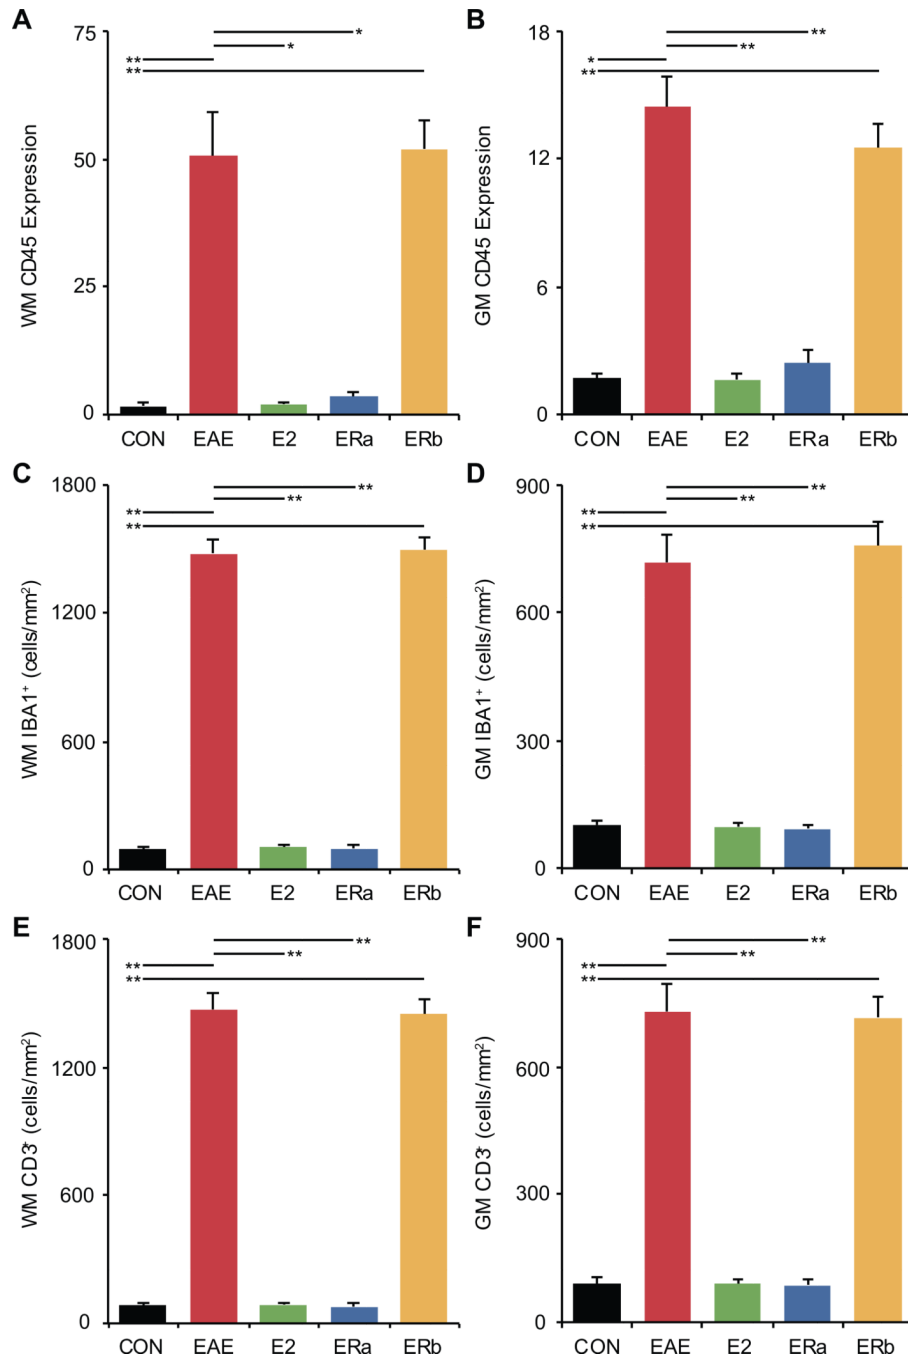 A
WM CD45 Expression
75
50
25
0
*
*
**
**
CON EAE E2 ERa ERb
B
GM CD45 Expression
18
12
6
0
**
**
*
**
CON EAE E2 ERa ERb
C
WM IBA1⁺ (cells/mm²)
1800
1200
600
0
**
**
**
**
CON EAE E2 ERa ERb
D
GM IBA1⁺ (cells/mm²)
900
600
300
0
**
**
**
**
CON EAE E2 ERa ERb
E
WM CD3⁺ (cells/mm²)
1800
1200
600
0
**
**
**
**
CON EAE E2 ERa ERb
F
GM CD3⁺ (cells/mm²)
900
600
300
0
**
**
**
**
CON EAE E2 ERa ERb